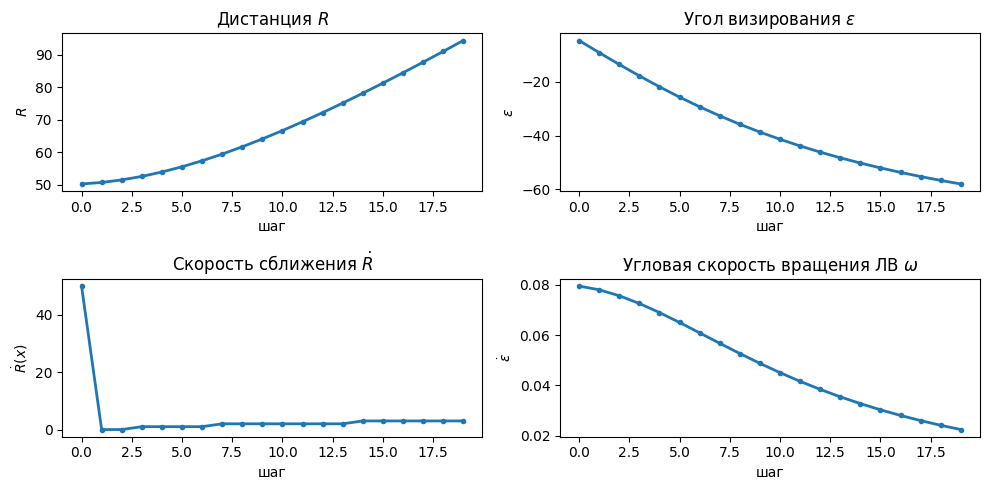 Дистанция R
R
90
80
70
60
50
0.0 2.5 5.0 7.5 10.0 12.5 15.0 17.5
шаг
Угол визирования ε
ε
−20
−40
−60
0.0 2.5 5.0 7.5 10.0 12.5 15.0 17.5
шаг
Скорость сближения Ṙ
Ṙ(x)
40
20
0
0.0 2.5 5.0 7.5 10.0 12.5 15.0 17.5
шаг
Угловая скорость вращения ЛВ ω
ε̇
0.08
0.06
0.04
0.02
0.0 2.5 5.0 7.5 10.0 12.5 15.0 17.5
шаг